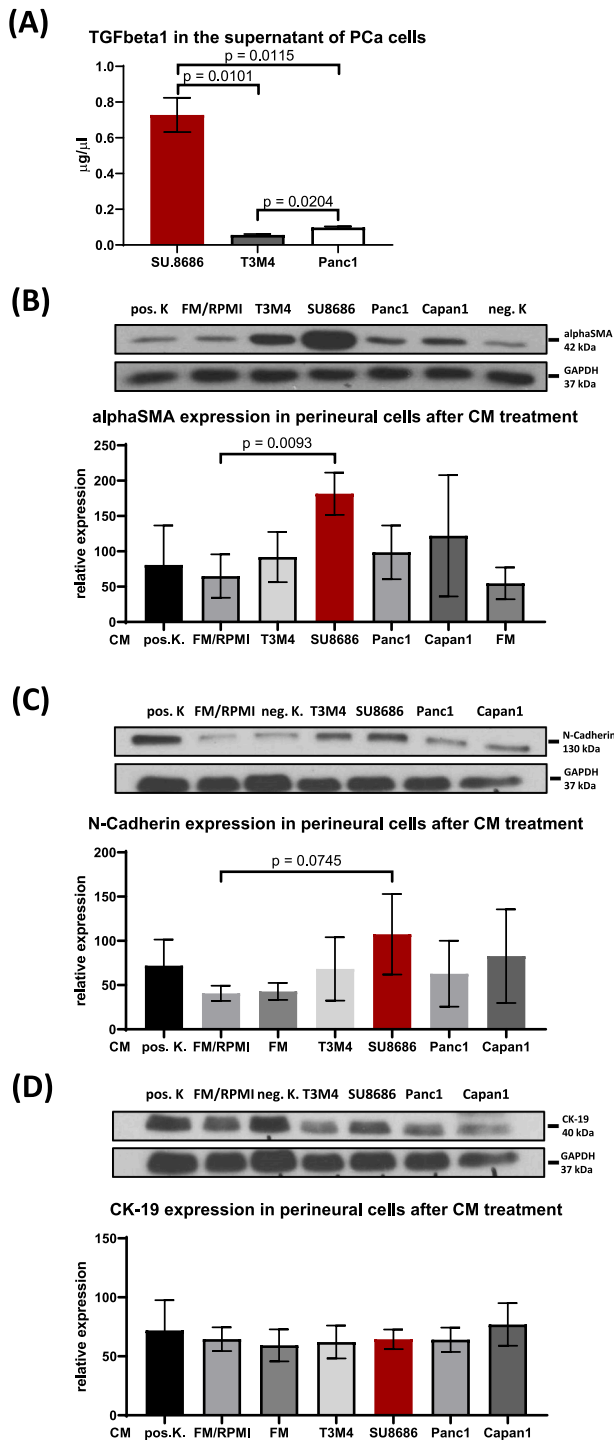 (A)
TGFbeta1 in the supernatant of PCa cells
p = 0.0115
p = 0.0101
p = 0.0204
1.0
0.8
0.6
0.4
0.2
0.0
µg/µl
SU.8686 T3M4 Panc1
(B)
pos. K FM/RPMI T3M4 SU8686 Panc1 Capan1 neg. K
alphaSMA
42 kDa
GAPDH
37 kDa
alphaSMA expression in perineural cells after CM treatment
p = 0.0093
200
150
100
50
0
relative expression
CM pos.K. FM/RPMI T3M4 SU8686 Panc1 Capan1 FM
(C)
pos. K FM/RPMI neg. K. T3M4 SU8686 Panc1 Capan1
N-Cadherin
130 kDa
GAPDH
37 kDa
N-Cadherin expression in perineural cells after CM treatment
p = 0.0745
200
150
100
50
0
relative expression
CM pos. K. FM/RPMI FM T3M4 SU8686 Panc1 Capan1
(D)
pos. K FM/RPMI neg. K. T3M4 SU8686 Panc1 Capan1
CK-19
40 kDa
GAPDH
37 kDa
CK-19 expression in perineural cells after CM treatment
150
100
50
0
relative expression
CM pos.K. FM/RPMI FM T3M4 SU8686 Panc1 Capan1